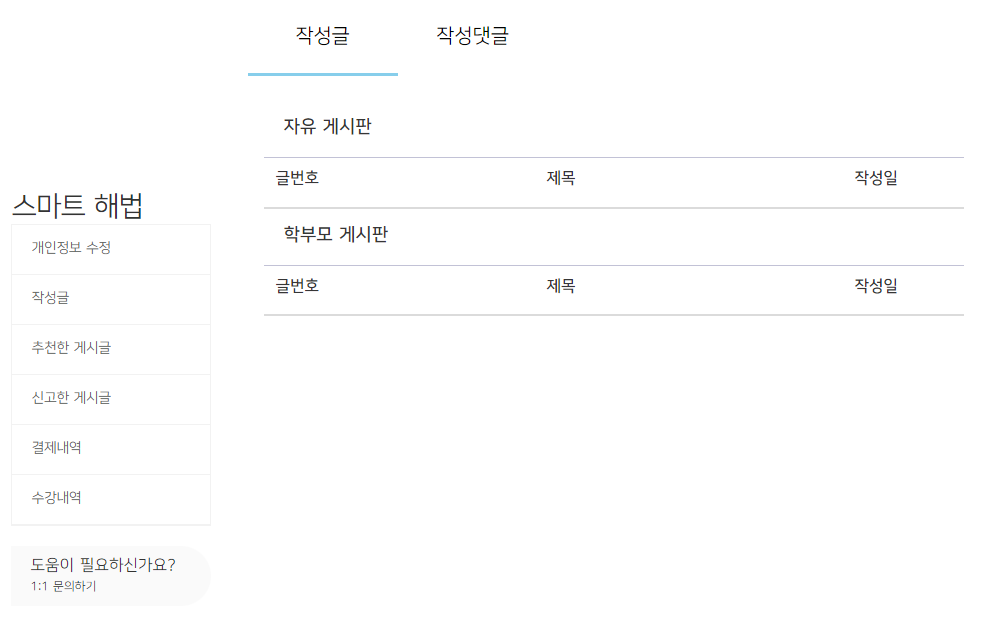 작성글 작성댓글
자유 게시판
글번호 제목 작성일
학부모 게시판
글번호 제목 작성일
스마트 해법
개인정보 수정
작성글
추천한 게시글
신고한 게시글
결제내역
수강내역
도움이 필요하신가요?
1:1 문의하기